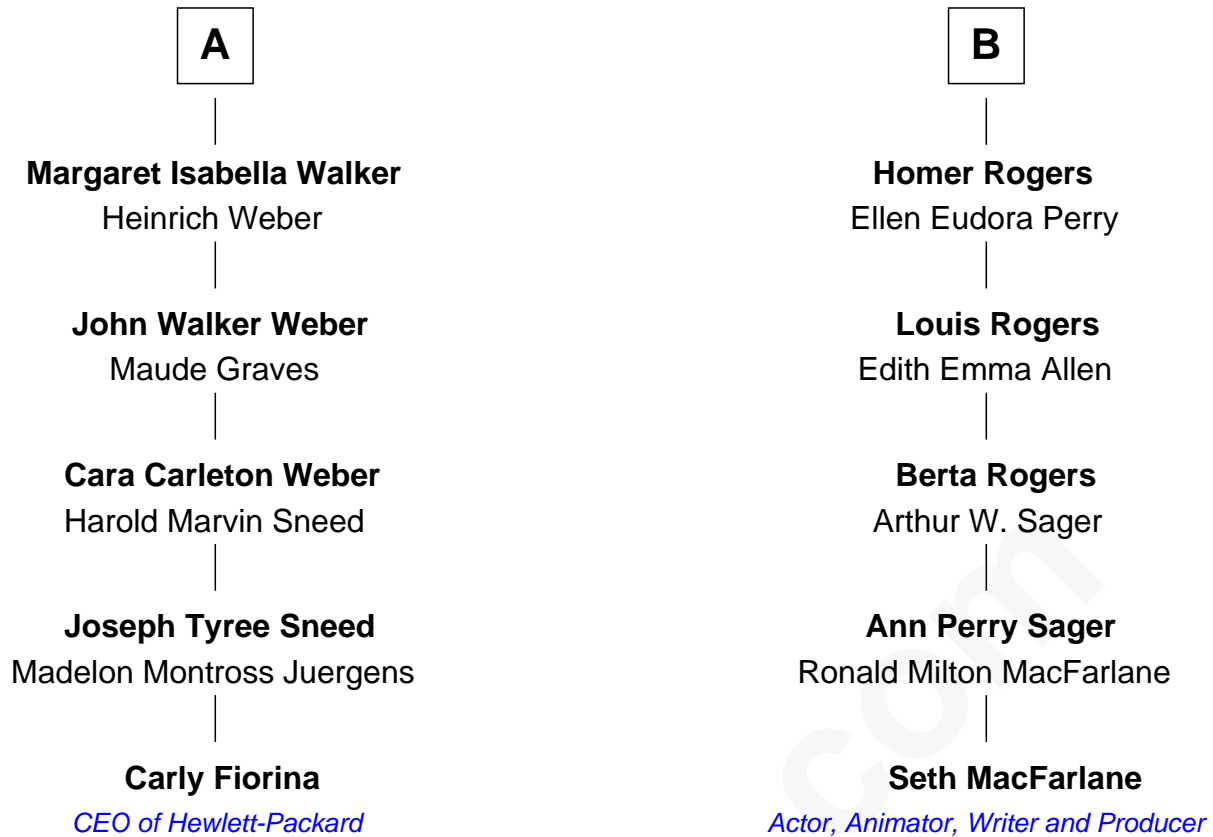 A
Margaret Isabella Walker
Heinrich Weber
John Walker Weber
Maude Graves
Cara Carleton Weber
Harold Marvin Sneed
Joseph Tyree Sneed
Madelon Montross Juergens
Carly Fiorina
CEO of Hewlett-Packard
B
Homer Rogers
Ellen Eudora Perry
Louis Rogers
Edith Emma Allen
Berta Rogers
Arthur W. Sager
Ann Perry Sager
Ronald Milton MacFarlane
Seth MacFarlane
Actor, Animator, Writer and Producer
com